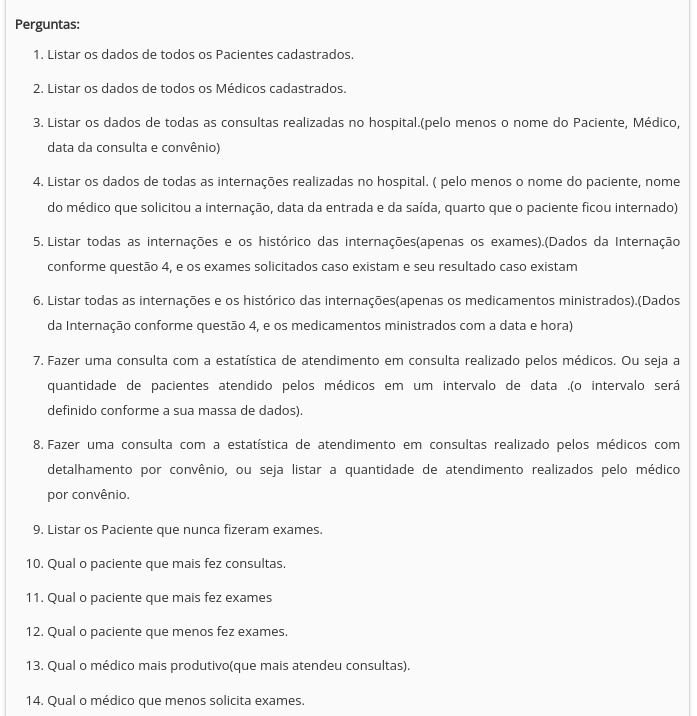 Perguntas:
1. Listar os dados de todos os Pacientes cadastrados.
2. Listar os dados de todos os Médicos cadastrados.
3. Listar os dados de todas as consultas realizadas no hospital.(pelo menos o nome do Paciente, Médico,
data da consulta e convênio)
4. Listar os dados de todas as internações realizadas no hospital. ( pelo menos o nome do paciente, nome
do médico que solicitou a internação, data da entrada e da saída, quarto que o paciente ficou internado)
5. Listar todas as internações e os histórico das internações(apenas os exames).(Dados da Internação
conforme questão 4, e os exames solicitados caso existam e seu resultado caso existam
6. Listar todas as internações e os histórico das internações(apenas os medicamentos ministrados).(Dados
da Internação conforme questão 4, e os medicamentos ministrados com a data e hora)
7. Fazer uma consulta com a estatística de atendimento em consulta realizado pelos médicos. Ou seja a
quantidade de pacientes atendido pelos médicos em um intervalo de data .(o intervalo será
definido conforme a sua massa de dados).
8. Fazer uma consulta com a estatística de atendimento em consultas realizado pelos médicos com
detalhamento por convênio, ou seja listar a quantidade de atendimento realizados pelo médico
por convênio.
9. Listar os Paciente que nunca fizeram exames.
10. Qual o paciente que mais fez consultas.
11. Qual o paciente que mais fez exames
12. Qual o paciente que menos fez exames.
13. Qual o médico mais produtivo(que mais atendeu consultas).
14. Qual o médico que menos solicita exames.